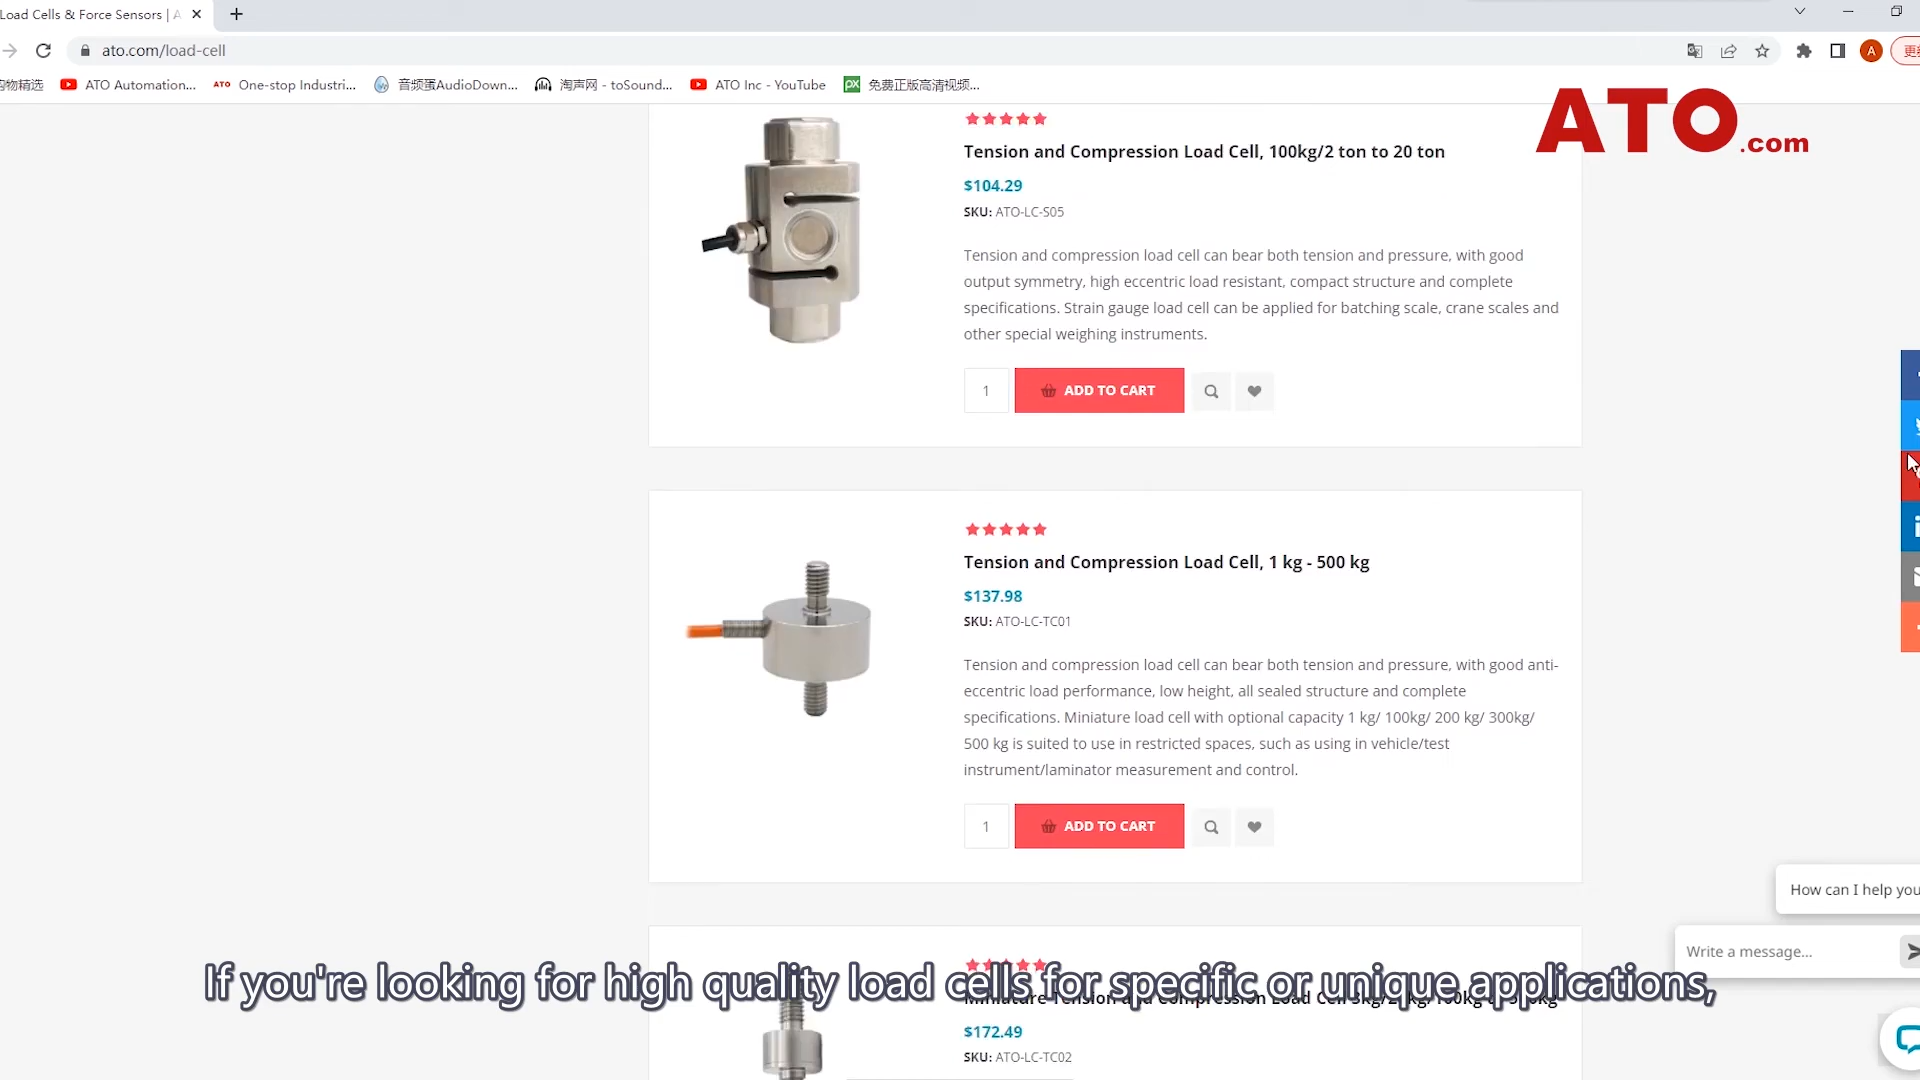 Load Cells & Force Sensors | A
ato.com/load-cell
A
购物精选
ATO Automation...
ATO
One-stop Industri...
音频蛋AudioDown...
淘声网 - toSound...
ATO Inc - YouTube
px
免费正版高清视频...
ATO.com
Tension and Compression Load Cell, 100kg/2 ton to 20 ton
$104.29
SKU: ATO-LC-S05
Tension and compression load cell can bear both tension and pressure, with good
output symmetry, high eccentric load resistant, compact structure and complete
specifications. Strain gauge load cell can be applied for batching scale, crane scales and
other special weighing instruments.
1
ADD TO CART
Tension and Compression Load Cell, 1 kg - 500 kg
$137.98
SKU: ATO-LC-TC01
Tension and compression load cell can bear both tension and pressure, with good anti-
eccentric load performance, low height, all sealed structure and complete
specifications. Miniature load cell with optional capacity 1 kg/ 100kg/ 200 kg/ 300kg/
500 kg is suited to use in restricted spaces, such as using in vehicle/test
instrument/laminator measurement and control.
1
ADD TO CART
How can I help you
Write a message...
If you're looking for high quality load cells for specific or unique applications,
Miniature Tension and Compression Load Cell
$172.49
SKU: ATO-LC-TC02